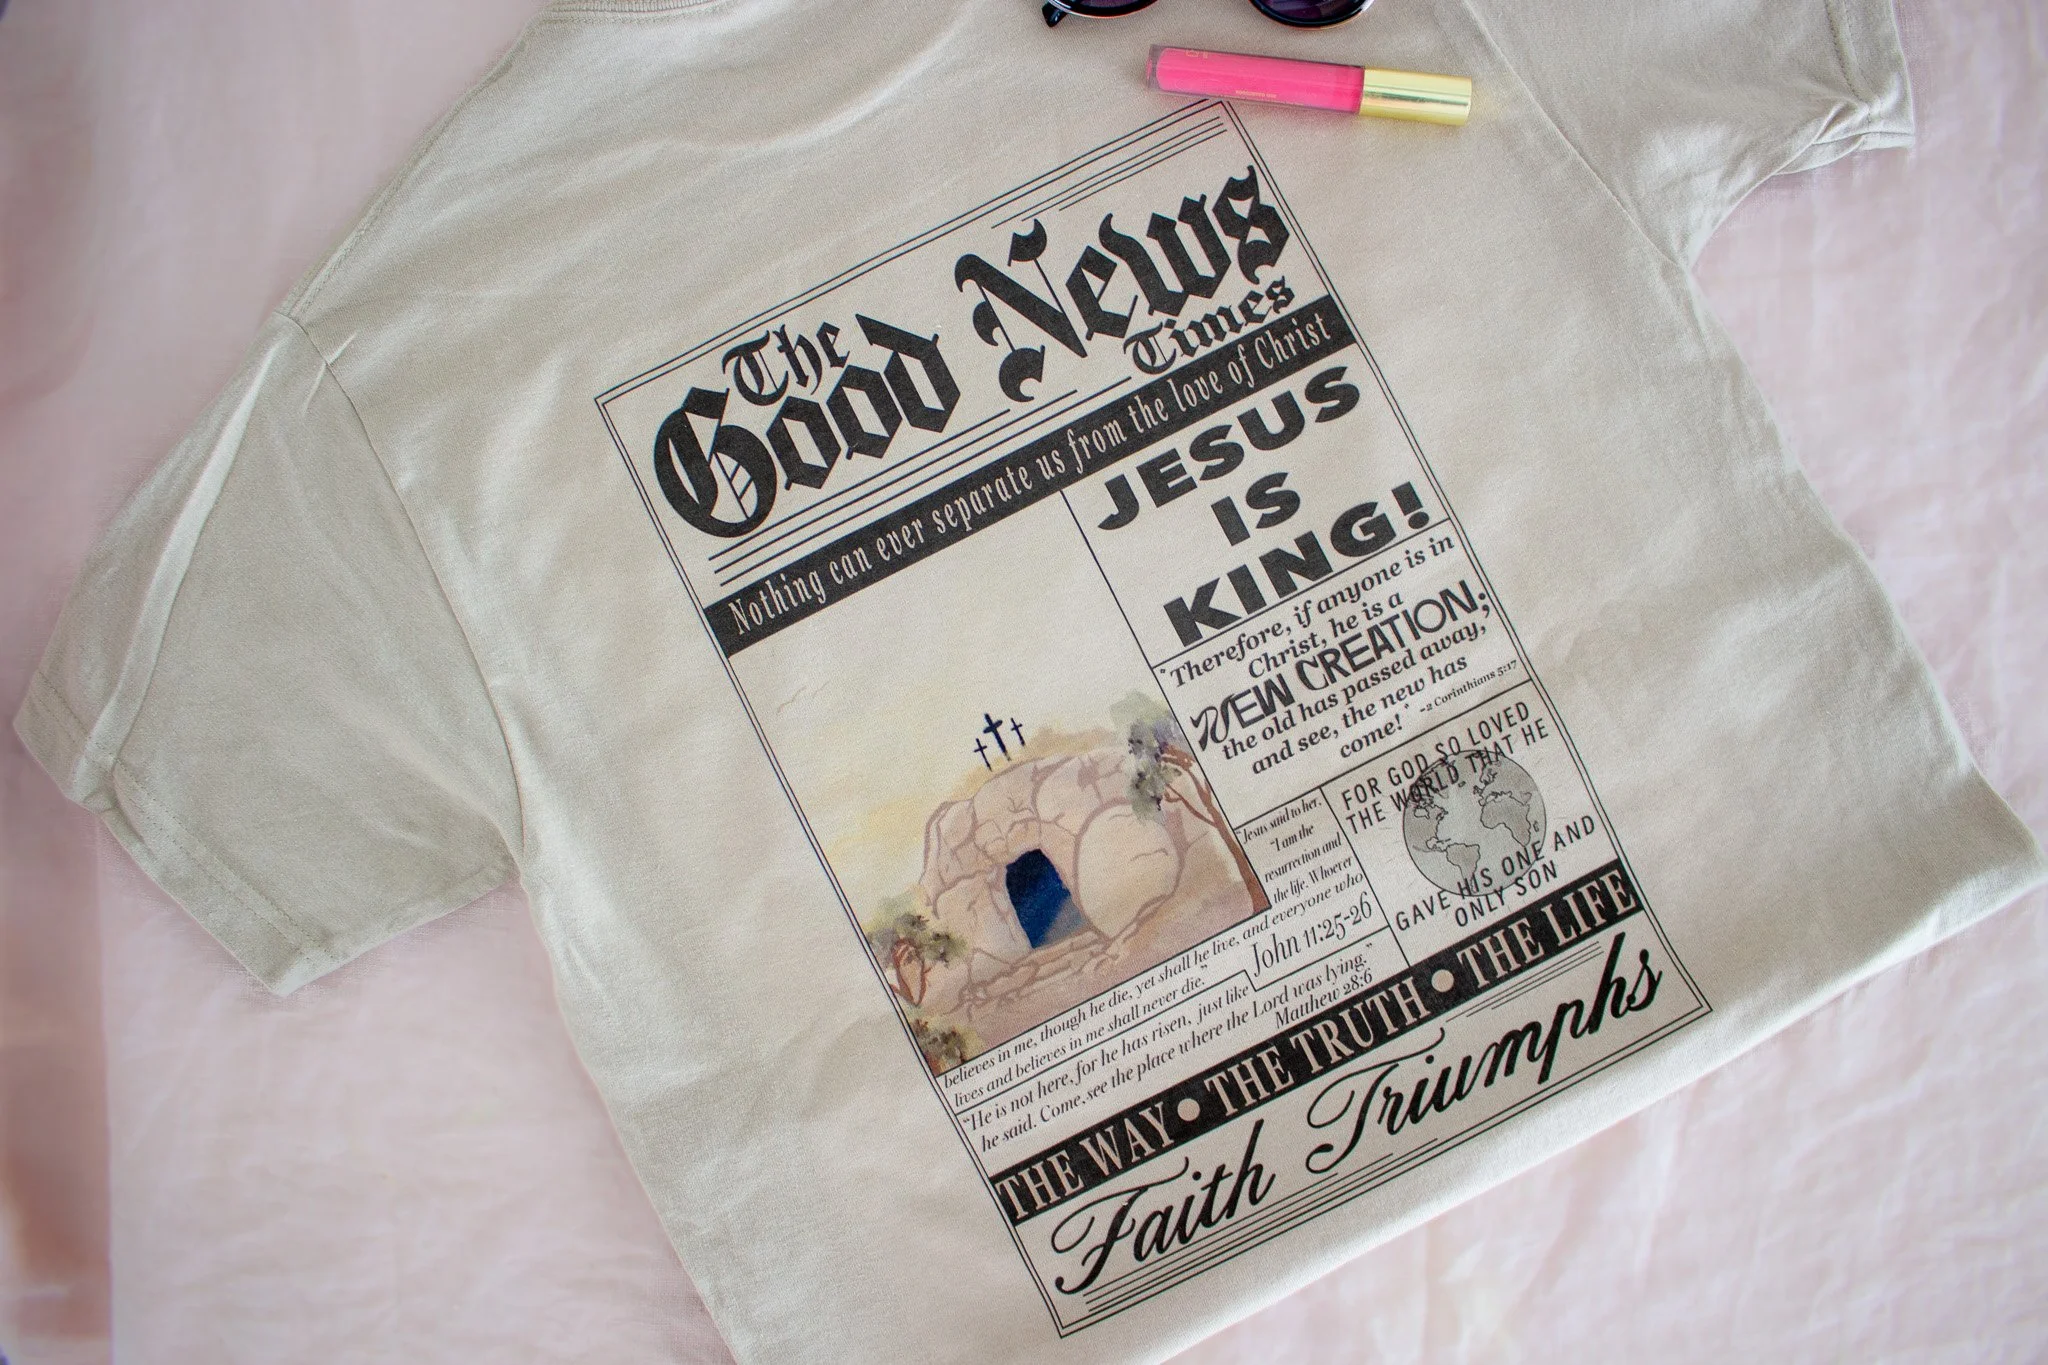 The
Good News
Times
Nothing can ever separate us from the love of Christ
JESUS
IS
KING!
"Therefore, if anyone is in
Christ, he is a
NEW CREATION;
the old has passed away,
and see, the new has
come!" -2 Corinthians 5:17
"Jesus said to her,
"I am the
resurrection and
the life. Whoever
believes in me, though he die, yet shall he live, and everyone who
lives and believes in me shall never die."
John 11:25-26
FOR GOD SO LOVED
THE WORLD THAT HE
GAVE HIS ONE AND
ONLY SON
"He is not here, for he has risen, just like
he said. Come, see the place where the Lord was lying."
Matthew 28:6
THE WAY • THE TRUTH • THE LIFE
Faith Triumphs